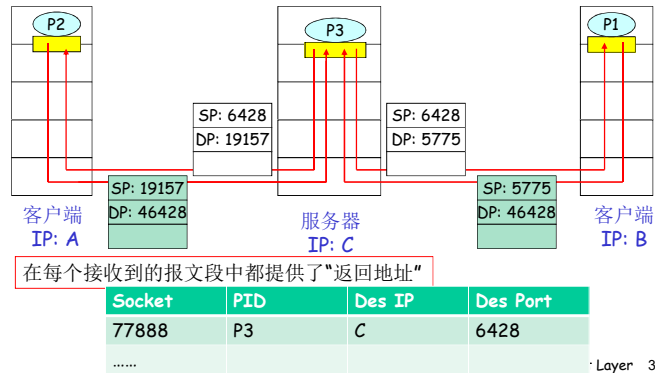 P2
P3
P1
SP: 6428
DP: 19157
SP: 6428
DP: 5775
SP: 19157
DP: 46428
SP: 5775
DP: 46428
客户端
IP: A
服务器
IP: C
客户端
IP: B
在每个接收到的报文段中都提供了“返回地址”
Socket PID Des IP Des Port
77888 P3 C 6428
……
Layer 3